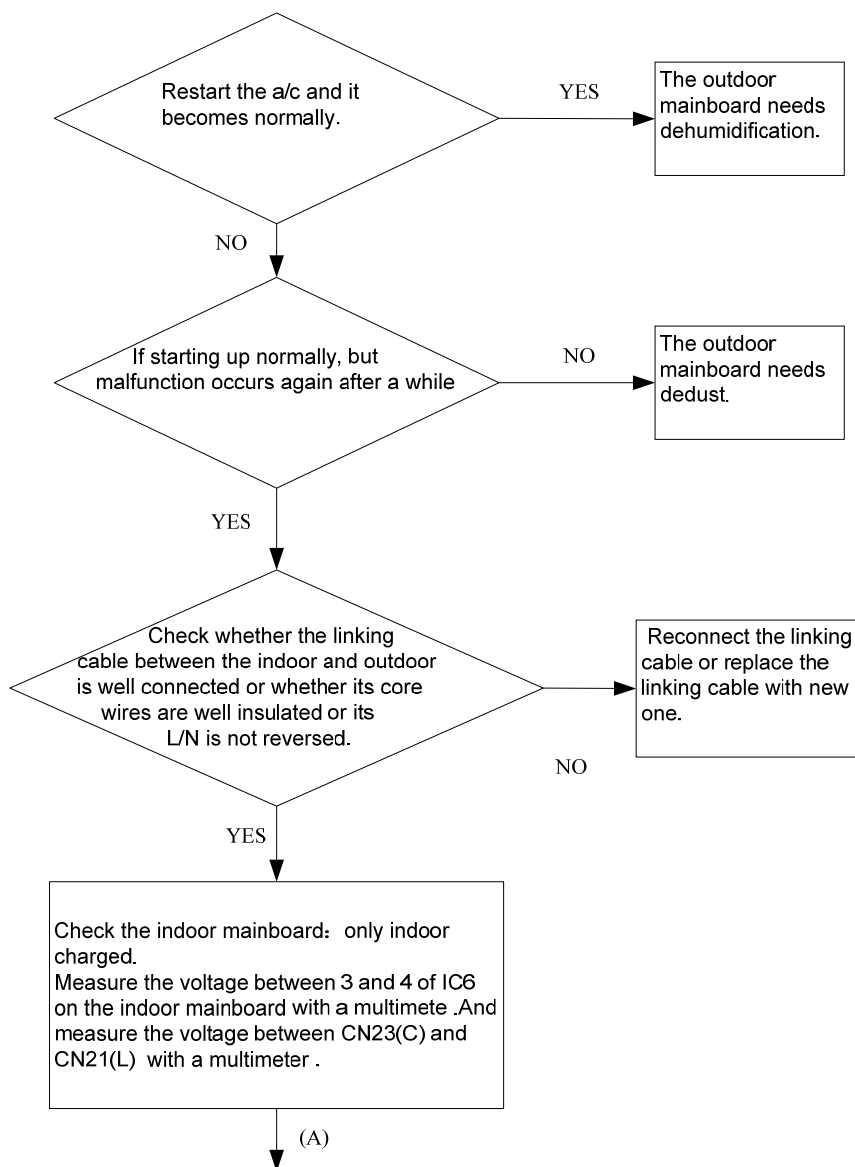 Restart the a/c and it
becomes normally.
YES
The outdoor
mainboard needs
dehumidification.
NO
If starting up normally, but
malfunction occurs again after a while
NO
The outdoor
mainboard needs
dedust.
YES
Check whether the linking
cable between the indoor and outdoor
is well connected or whether its core
wires are well insulated or its
L/N is not reversed.
NO
Reconnect the linking
cable or replace the
linking cable with new
one.
YES
Check the indoor mainboard: only indoor
charged.
Measure the voltage between 3 and 4 of IC6
on the indoor mainboard with a multimete .And
measure the voltage between CN23(C) and
CN21(L) with a multimeter .
(A)